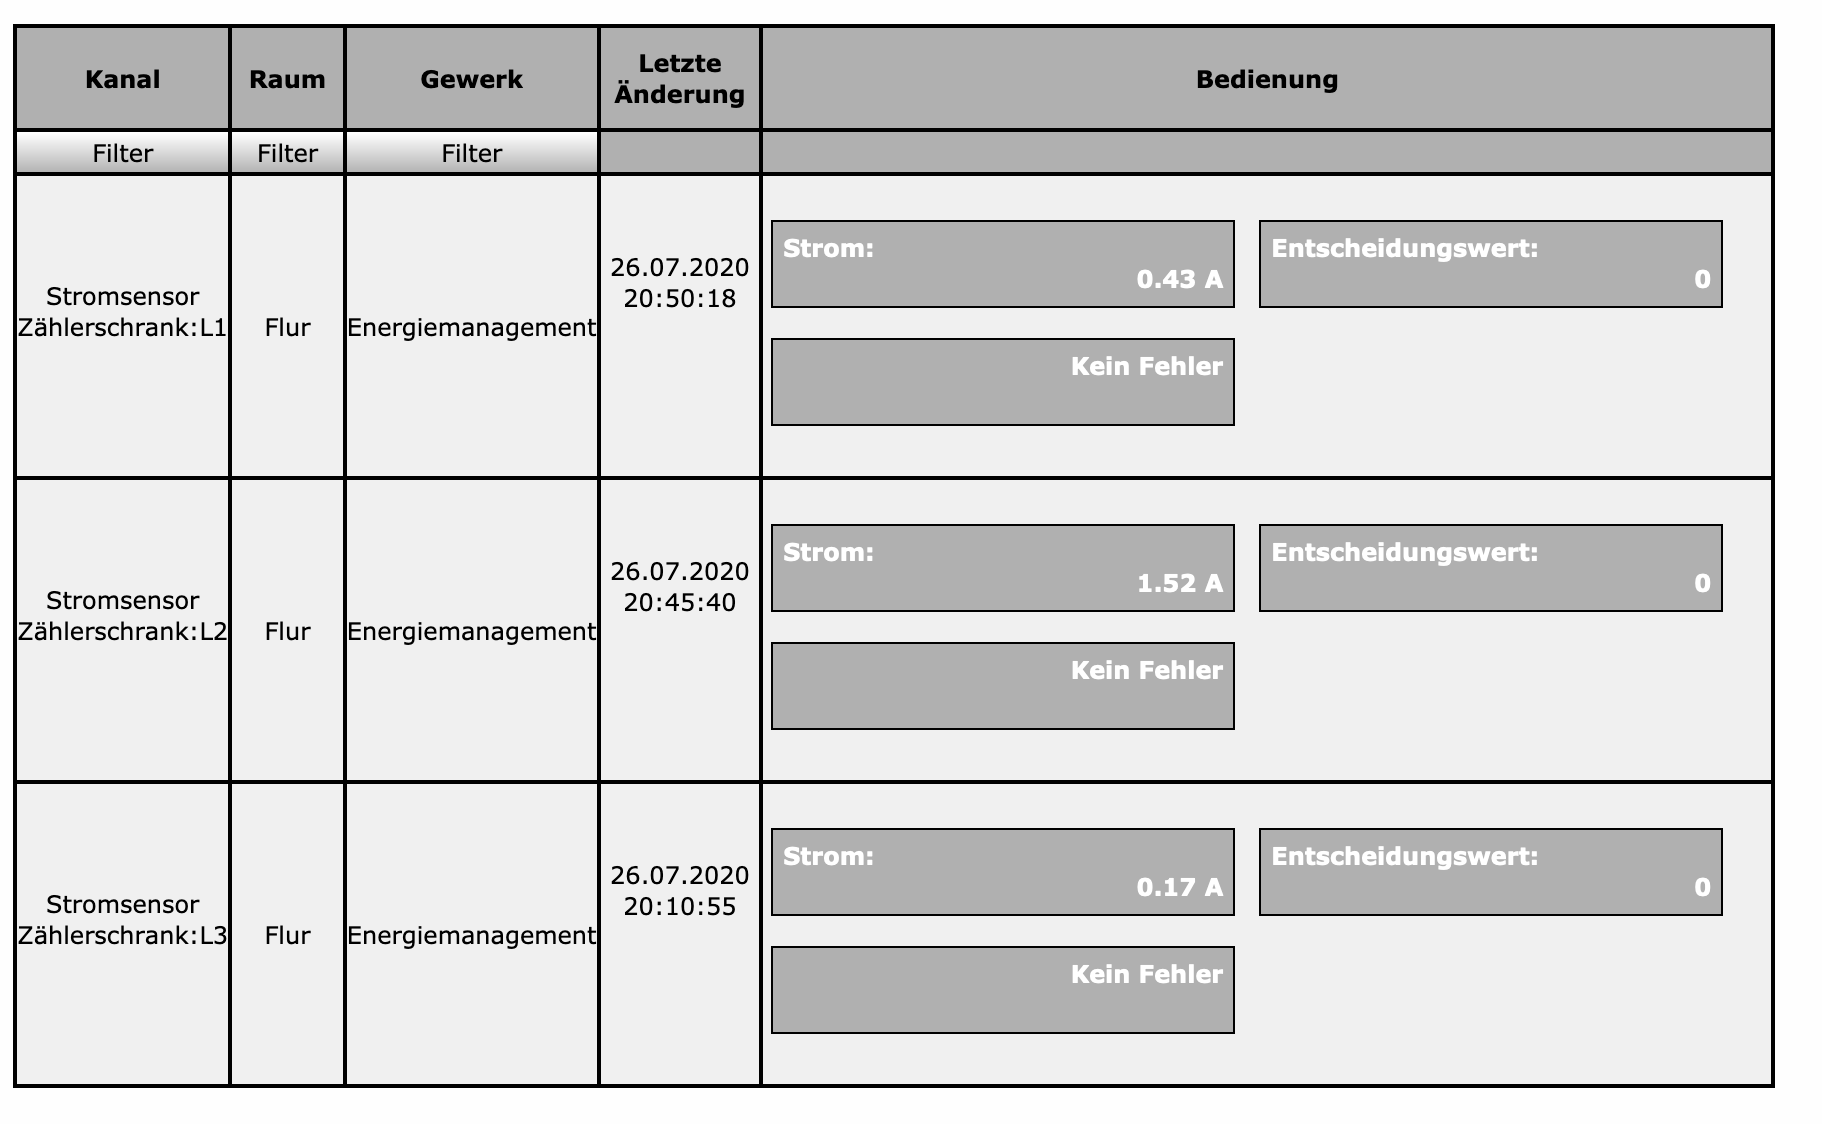 Kanal
Raum
Gewerk
Letzte
Änderung
Bedienung
Filter
Filter
Filter
Stromsensor
Zählerschrank:L1
Flur
Energiemanagement
26.07.2020
20:50:18
Strom:
0.43 A
Entscheidungswert:
0
Kein Fehler
Stromsensor
Zählerschrank:L2
Flur
Energiemanagement
26.07.2020
20:45:40
Strom:
1.52 A
Entscheidungswert:
0
Kein Fehler
Stromsensor
Zählerschrank:L3
Flur
Energiemanagement
26.07.2020
20:10:55
Strom:
0.17 A
Entscheidungswert:
0
Kein Fehler